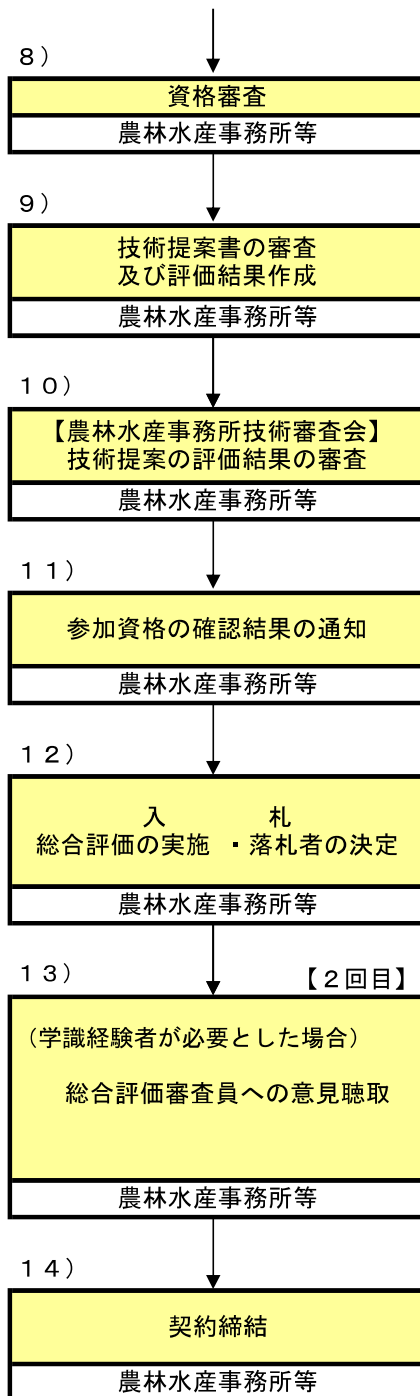 ８）
資格審査
農林水産事務所等
９）
技術提案書の審査
及び評価結果作成
農林水産事務所等
１０）
【農林水産事務所技術審査会】
技術提案の評価結果の審査
農林水産事務所等
１１）
参加資格の確認結果の通知
農林水産事務所等
１２）
入　　　　札
総合評価の実施　・落札者の決定
農林水産事務所等
１３）
【２回目】
（学識経験者が必要とした場合）
総合評価審査員への意見聴取
農林水産事務所等
１４）
契約締結
農林水産事務所等